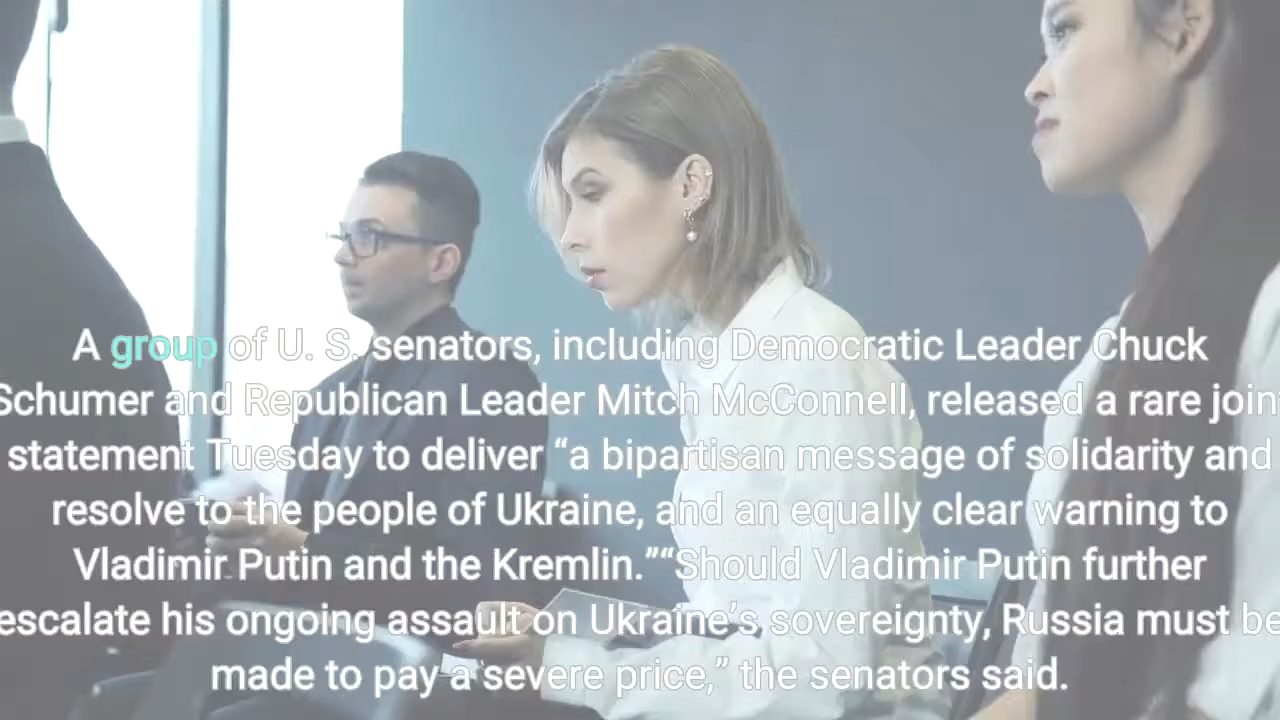 A group of U. S. senators, including Democratic Leader Chuck
Schumer and Republican Leader Mitch McConnell, released a rare join
statement Tuesday to deliver “a bipartisan message of solidarity and
resolve to the people of Ukraine, and an equally clear warning to
Vladimir Putin and the Kremlin.”“Should Vladimir Putin further
escalate his ongoing assault on Ukraine’s sovereignty, Russia must be
made to pay a severe price,” the senators said.